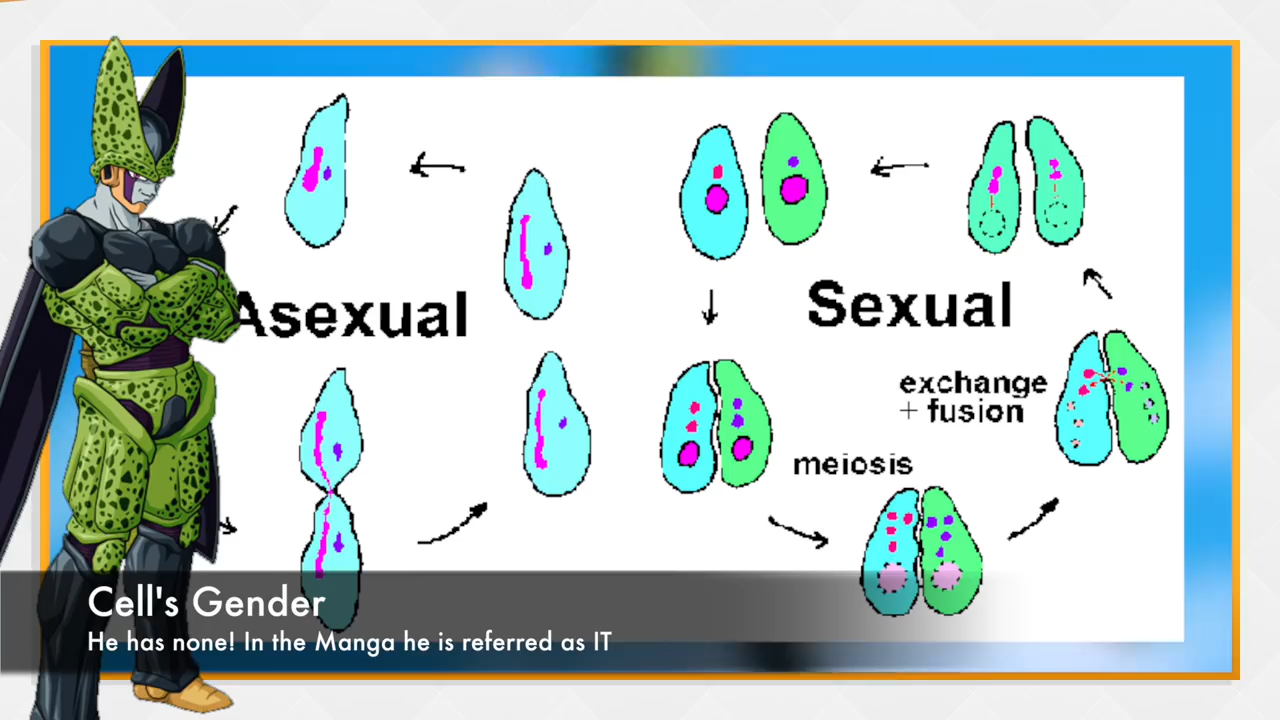 Asexual
Sexual
exchange
+ fusion
meiosis
Cell's Gender
He has none! In the Manga he is referred as IT